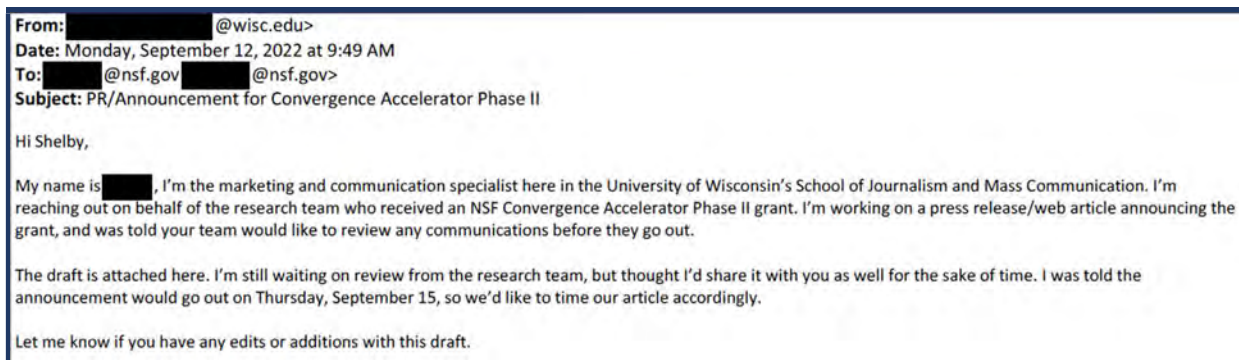 From: @wisc.edu>
Date: Monday, September 12, 2022 at 9:49 AM
To: @nsf.gov @nsf.gov>
Subject: PR/Announcement for Convergence Accelerator Phase II
Hi Shelby,
My name is , I'm the marketing and communication specialist here in the University of Wisconsin's School of Journalism and Mass Communication. I'm
reaching out on behalf of the research team who received an NSF Convergence Accelerator Phase II grant. I'm working on a press release/web article announcing the
grant, and was told your team would like to review any communications before they go out.
The draft is attached here. I'm still waiting on review from the research team, but thought I'd share it with you as well for the sake of time. I was told the
announcement would go out on Thursday, September 15, so we'd like to time our article accordingly.
Let me know if you have any edits or additions with this draft.